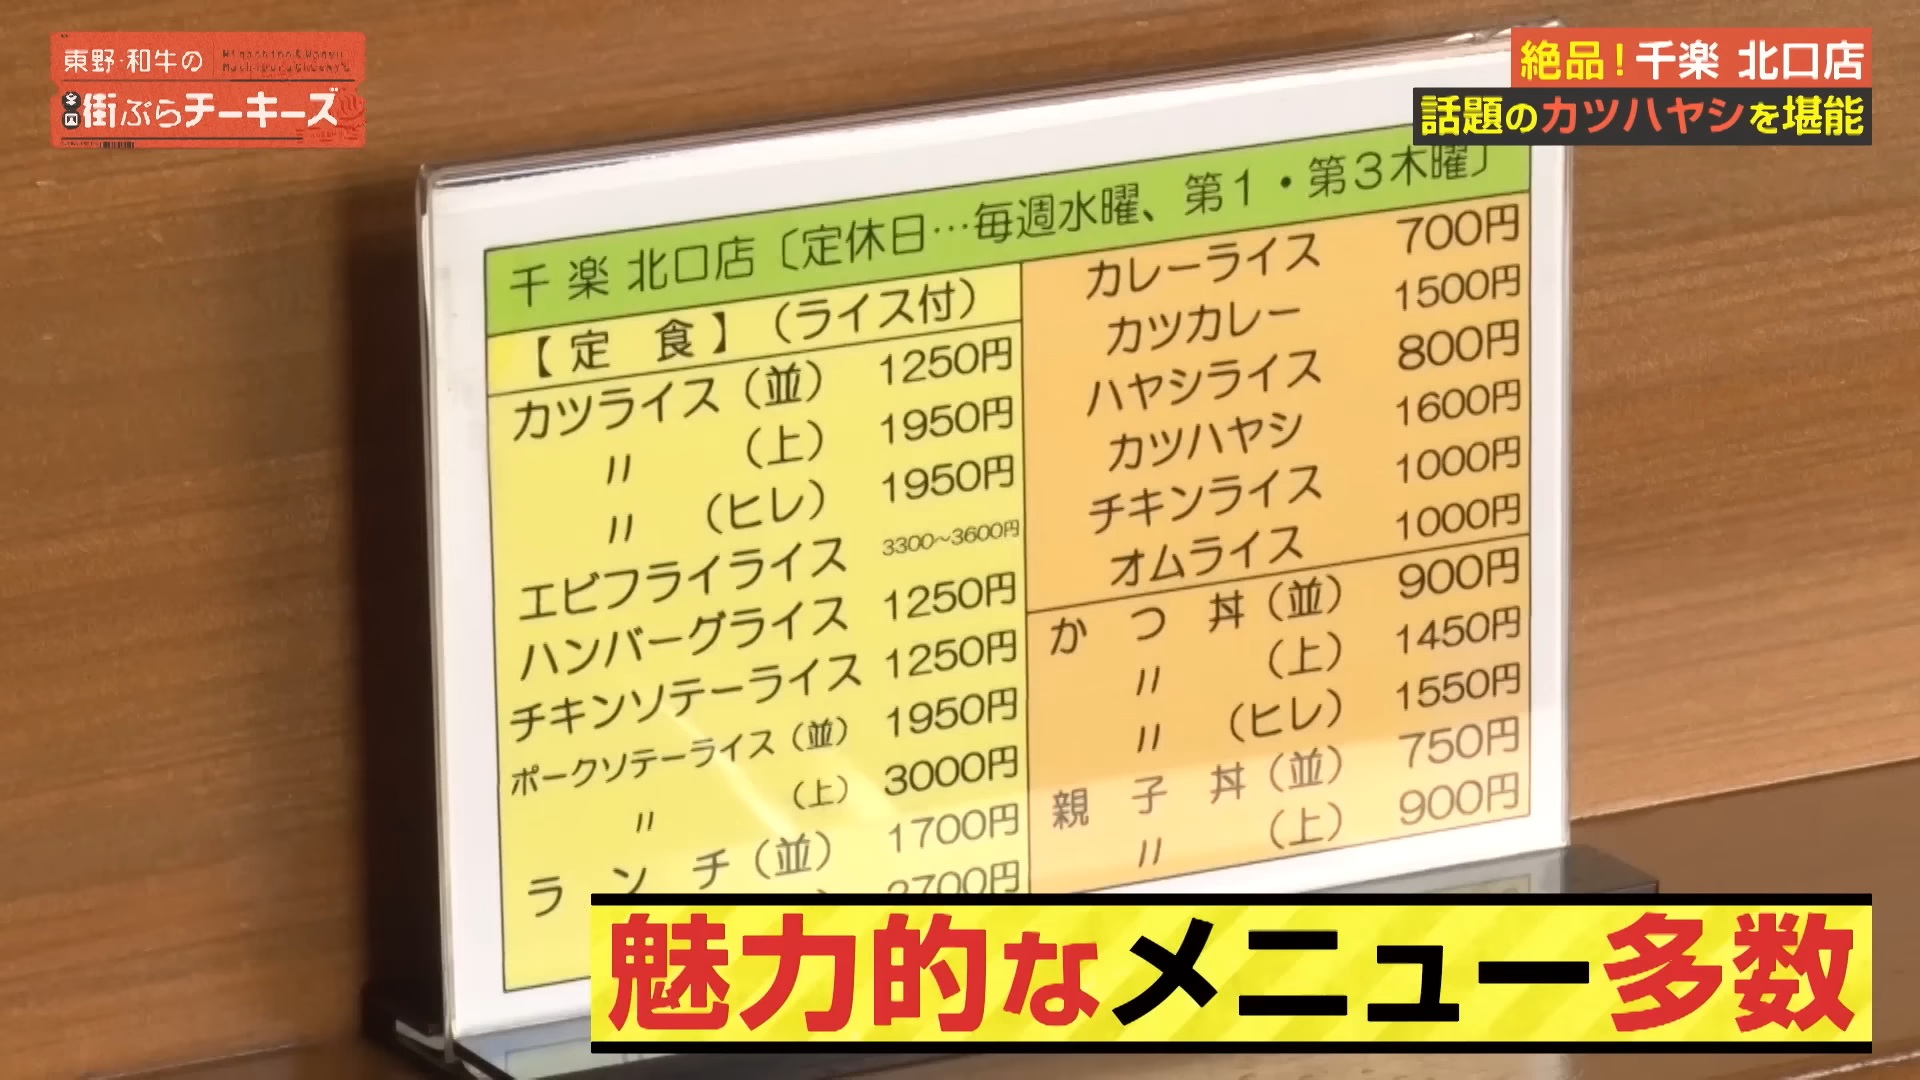 東野・和牛の
街ぶらチーキーズ
絶品!千楽 北口店
話題のカツハヤシを堪能
千楽 北口店〔定休日…毎週水曜、第1・第3木曜〕
【定 食】(ライス付)
カツライス(並) 1250円
〃 (上) 1950円
〃 (ヒレ) 1950円
エビフライライス 3300~3600円
ハンバーグライス 1250円
チキンソテーライス 1250円
ポークソテーライス(並) 1950円
〃 (上) 3000円
ランチ(並) 1700円
2700円
カレーライス 700円
カツカレー 1500円
ハヤシライス 800円
カツハヤシ 1600円
チキンライス 1000円
オムライス 1000円
かつ丼(並) 900円
〃 (上) 1450円
〃 (ヒレ) 1550円
親子丼(並) 750円
〃 (上) 900円
魅力的なメニュー多数